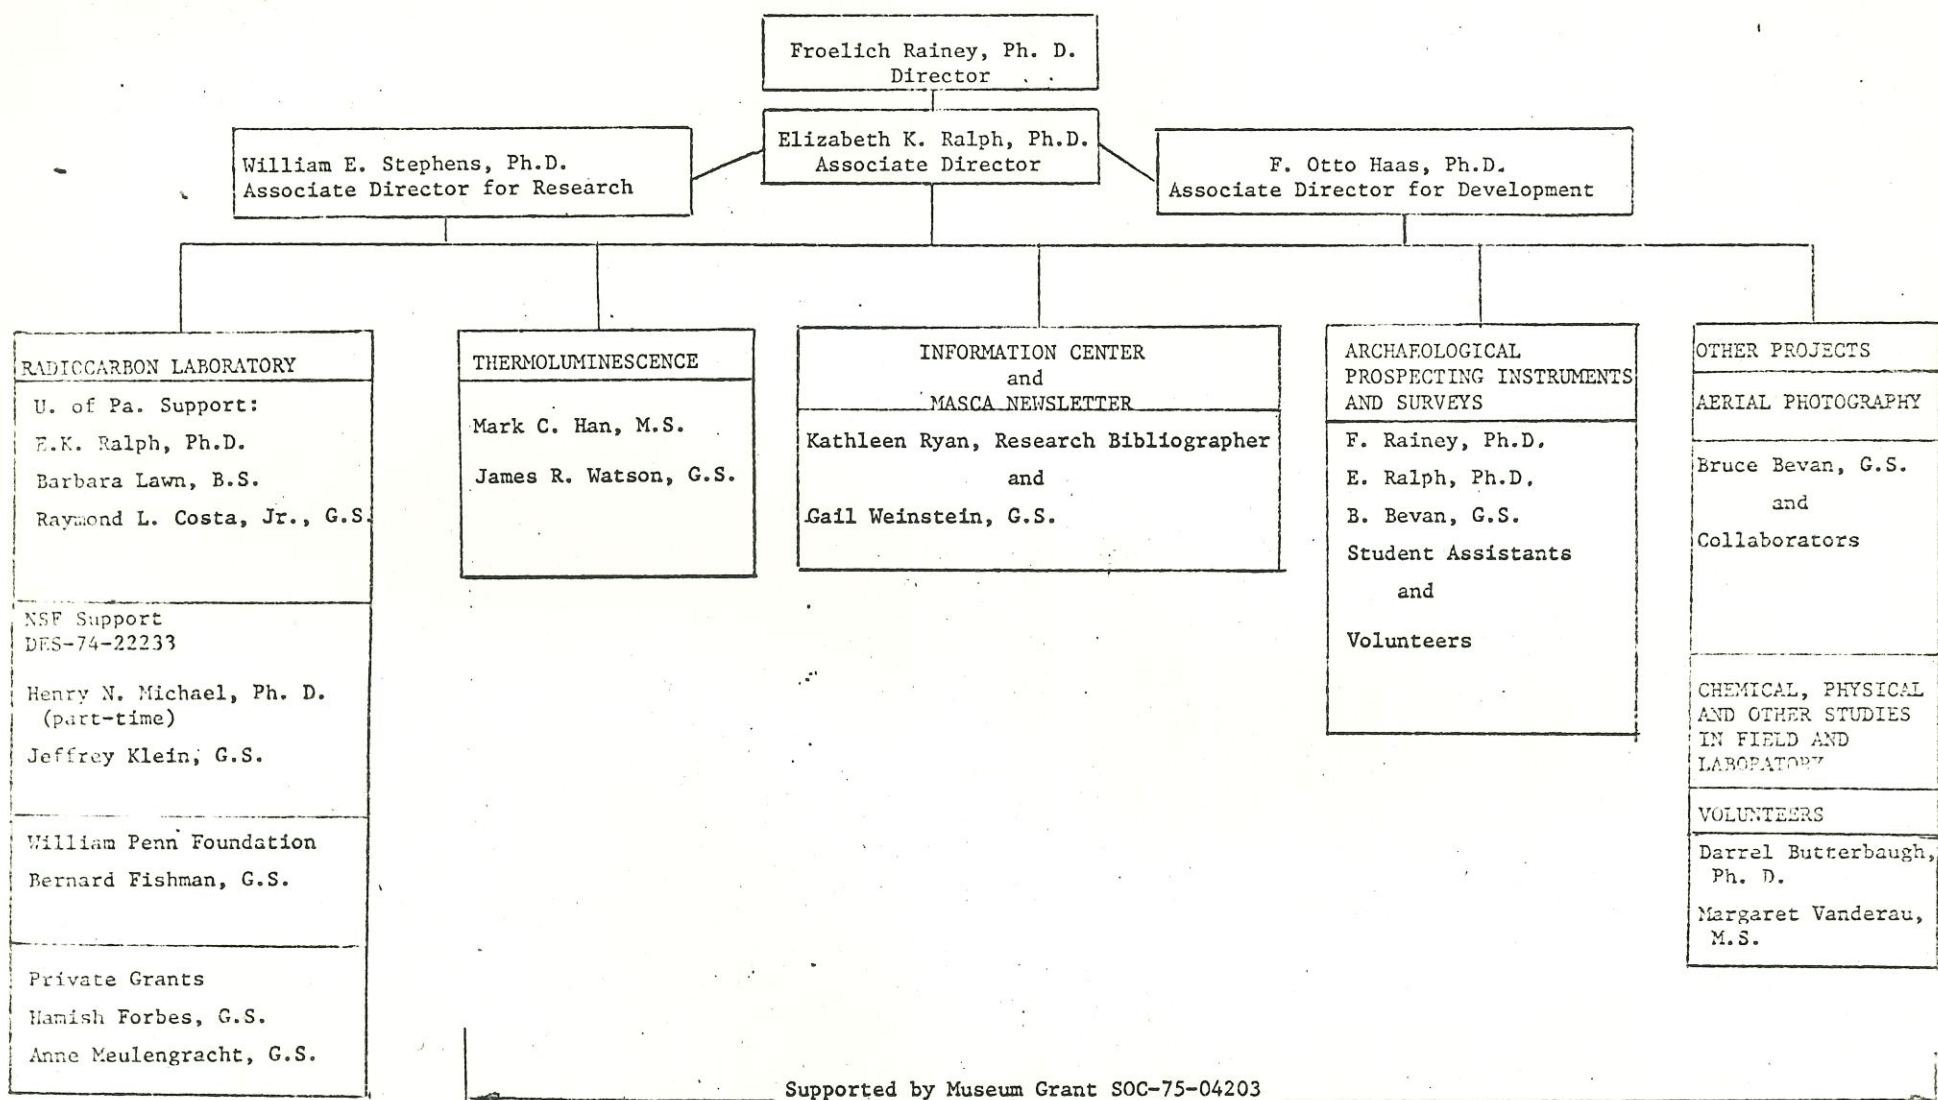 Froelich Rainey, Ph. D.
Director
Elizabeth K. Ralph, Ph.D.
Associate Director
William E. Stephens, Ph.D.
Associate Director for Research
F. Otto Haas, Ph.D.
Associate Director for Development
RADIOCARBON LABORATORY
U. of Pa. Support:
E.K. Ralph, Ph.D.
Barbara Lawn, B.S.
Raymond L. Costa, Jr., G.S.
NSF Support
DES-74-22233
Henry N. Michael, Ph. D.
(part-time)
Jeffrey Klein, G.S.
William Penn Foundation
Bernard Fishman, G.S.
Private Grants
Hamish Forbes, G.S.
Anne Meulengracht, G.S.
THERMOLUMINESCENCE
Mark C. Han, M.S.
James R. Watson, G.S.
INFORMATION CENTER
and
MASCA NEWSLETTER
Kathleen Ryan, Research Bibliographer
and
Gail Weinstein, G.S.
ARCHAEOLOGICAL
PROSPECTING INSTRUMENTS
AND SURVEYS
F. Rainey, Ph.D.
E. Ralph, Ph.D.
B. Bevan, G.S.
Student Assistants
and
Volunteers
OTHER PROJECTS
AERIAL PHOTOGRAPHY
Bruce Bevan, G.S.
and
Collaborators
CHEMICAL, PHYSICAL
AND OTHER STUDIES
IN FIELD AND
LABORATORY
VOLUNTEERS
Darrel Butterbaugh,
Ph. D.
Margaret Vanderau,
M.S.
Supported by Museum Grant SOC-75-04203